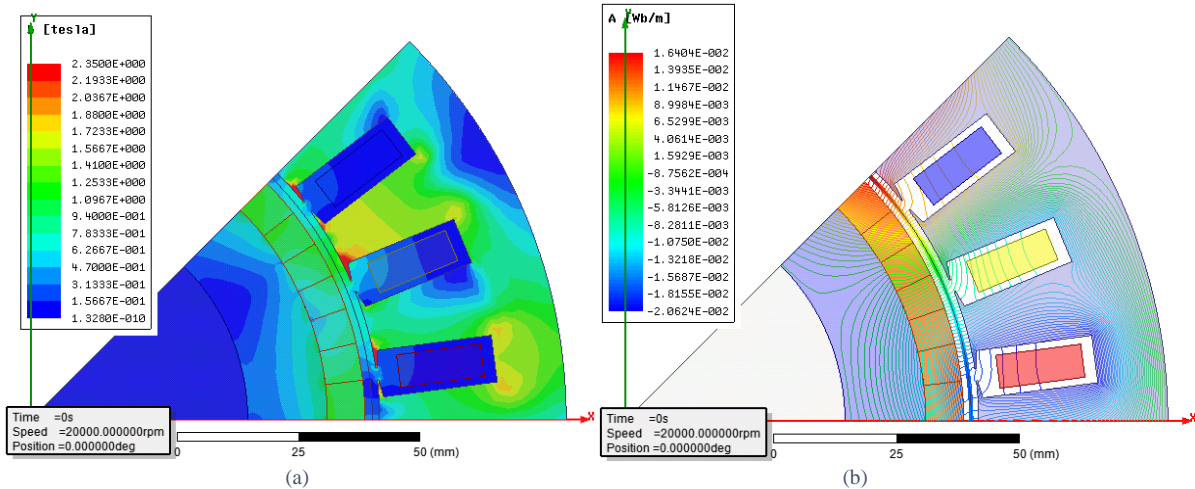 Y
B [tesla]
2.3500E+000
2.1933E+000
2.0367E+000
1.8800E+000
1.7233E+000
1.5667E+000
1.4100E+000
1.2533E+000
1.0967E+000
9.4000E-001
7.8333E-001
6.2667E-001
4.7000E-001
3.1333E-001
1.5667E-001
1.3280E-010
X
Time =0s
Speed =20000.000000rpm
Position =0.000000deg
0 25 50 (mm)
(a)
Y
A [Wb/m]
1.6404E-002
1.3935E-002
1.1467E-002
8.9984E-003
6.5299E-003
4.0614E-003
1.5929E-003
-8.7562E-004
-3.3441E-003
-5.8126E-003
-8.2811E-003
-1.0750E-002
-1.3218E-002
-1.5687E-002
-1.8155E-002
-2.0624E-002
X
Time =0s
Speed =20000.000000rpm
Position =0.000000deg
0 25 50 (mm)
(b)